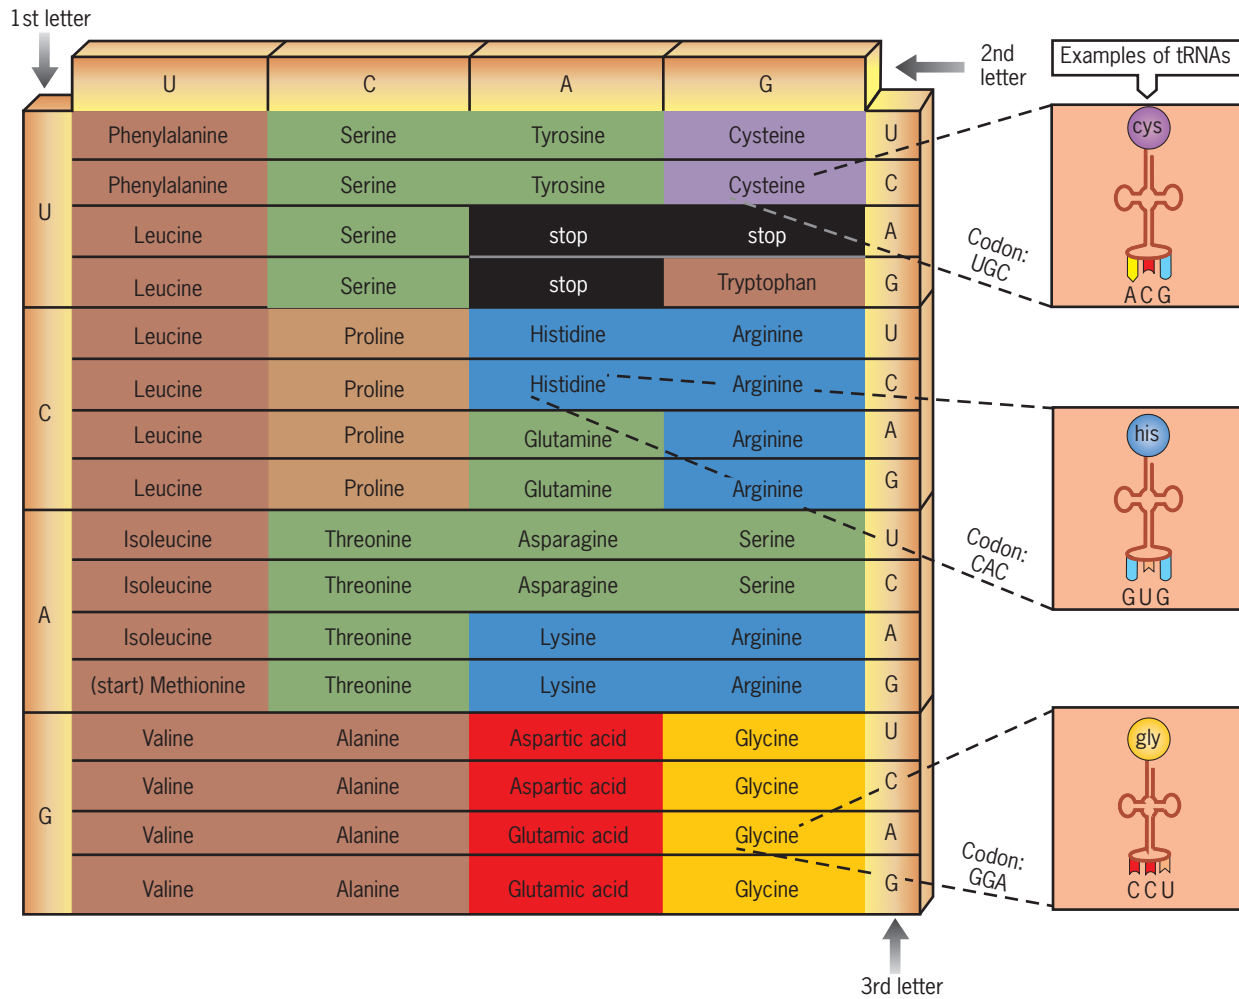 1st letter
2nd
letter
Examples of tRNAs
U C A G
Phenylalanine Serine Tyrosine Cysteine U
Phenylalanine Serine Tyrosine Cysteine C
U
Leucine Serine stop stop A
Leucine Serine stop Tryptophan G
Leucine Proline Histidine Arginine U
Leucine Proline Histidine Arginine C
C
Leucine Proline Glutamine Arginine A
Leucine Proline Glutamine Arginine G
Isoleucine Threonine Asparagine Serine U
Isoleucine Threonine Asparagine Serine C
A
Isoleucine Threonine Lysine Arginine A
(start) Methionine Threonine Lysine Arginine G
Valine Alanine Aspartic acid Glycine U
Valine Alanine Aspartic acid Glycine C
G
Valine Alanine Glutamic acid Glycine A
Valine Alanine Glutamic acid Glycine G
3rd letter
cys
Codon:
UGC
ACG
his
Codon:
CAC
GUG
gly
Codon:
GGA
CCU